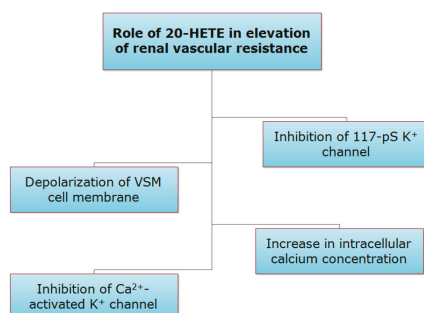 Role of 20-HETE in elevation
of renal vascular resistance
Inhibition of 117-pS K⁺
channel
Depolarization of VSM
cell membrane
Increase in intracellular
calcium concentration
Inhibition of Ca²⁺-
activated K⁺ channel